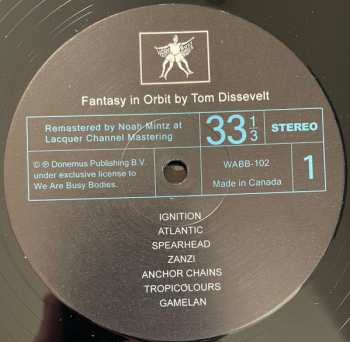 Fantasy in Orbit by Tom Dissevelt
Remastered by Noah Mintz at
Lacquer Channel Mastering
33 1/3
STEREO
© ℗ Donemus Publishing B.V.
under exclusive license to
We Are Busy Bodies.
WABB-102
Made in Canada
1
IGNITION
ATLANTIC
SPEARHEAD
ZANZI
ANCHOR CHAINS
TROPICOLOURS
GAMELAN